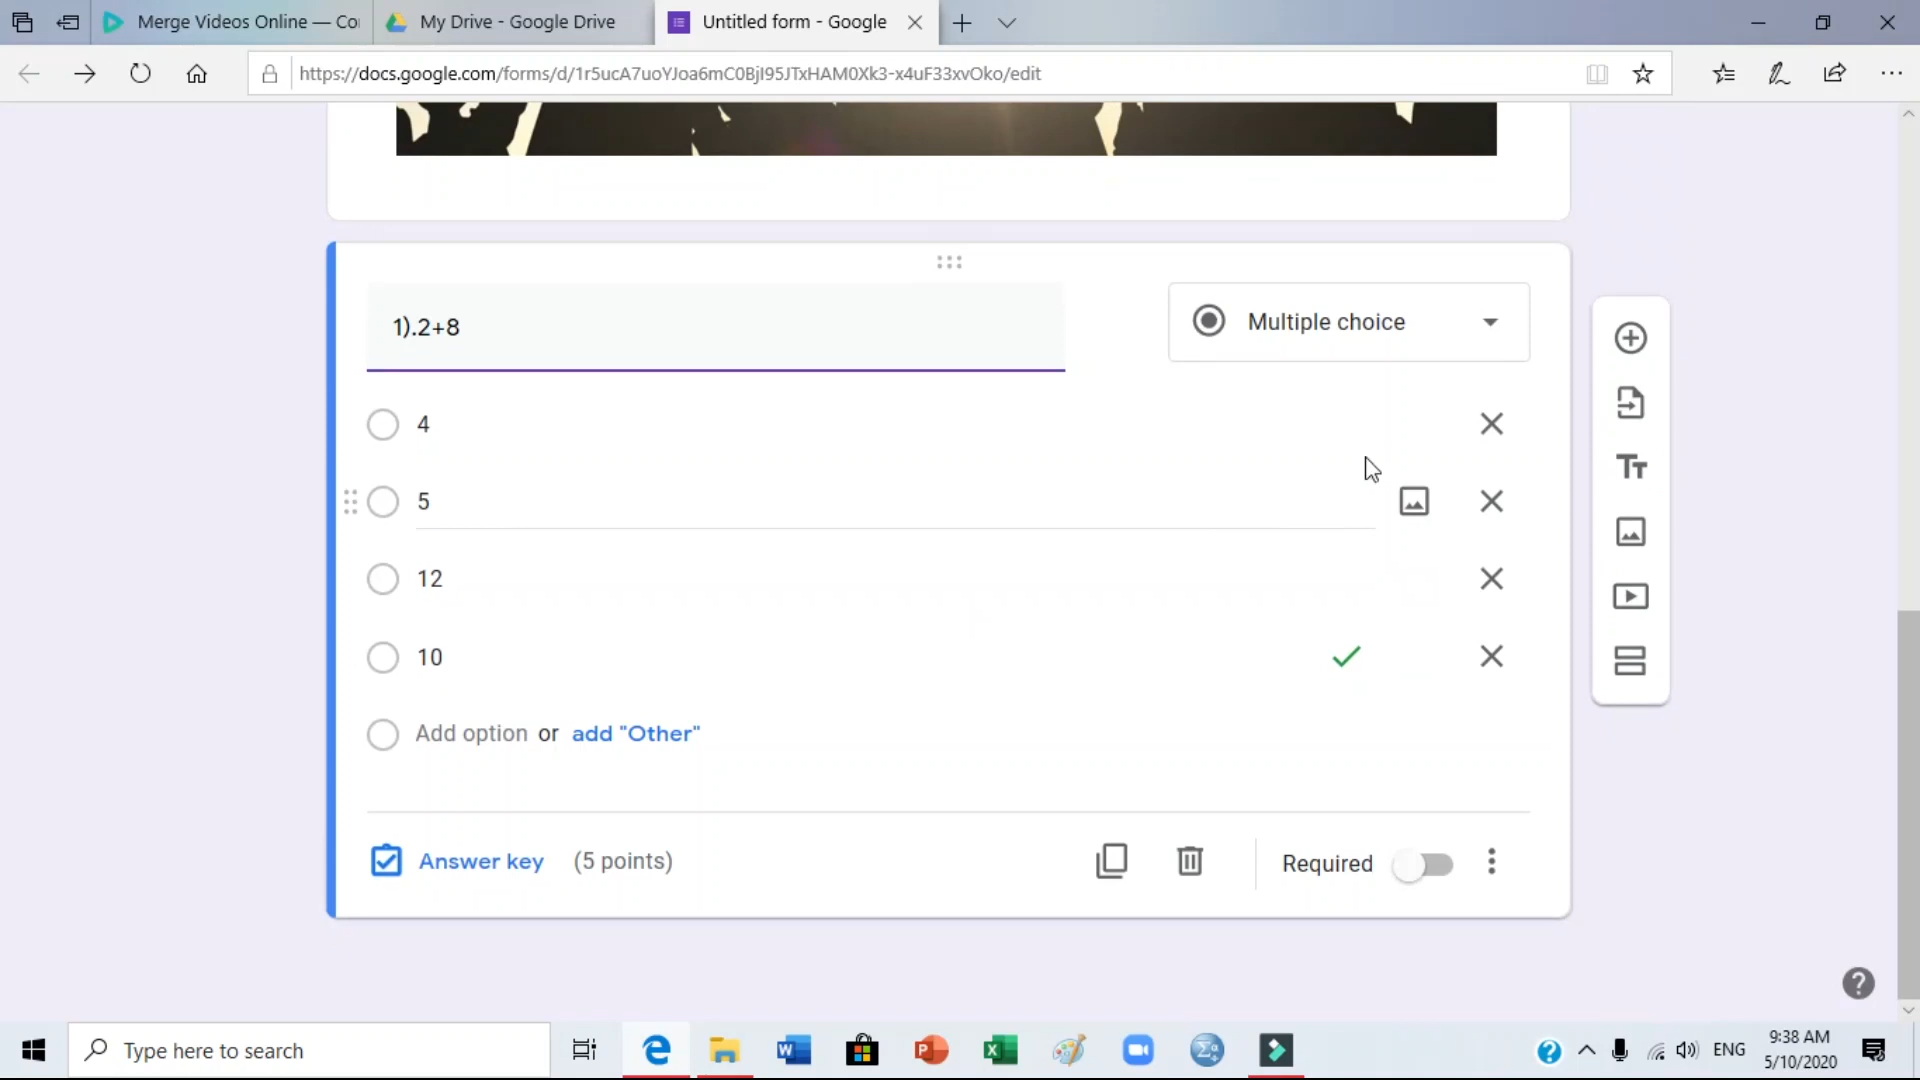 Merge Videos Online — Co
My Drive - Google Drive
Untitled form - Google
https://docs.google.com/forms/d/1r5ucA7uoYJoa6mC0BjI95JTxHAM0Xk3-x4uF33xvOko/edit
1).2+8
Multiple choice
4
5
12
10
Add option or add "Other"
Answer key (5 points)
Required
Type here to search
ENG
9:38 AM
5/10/2020